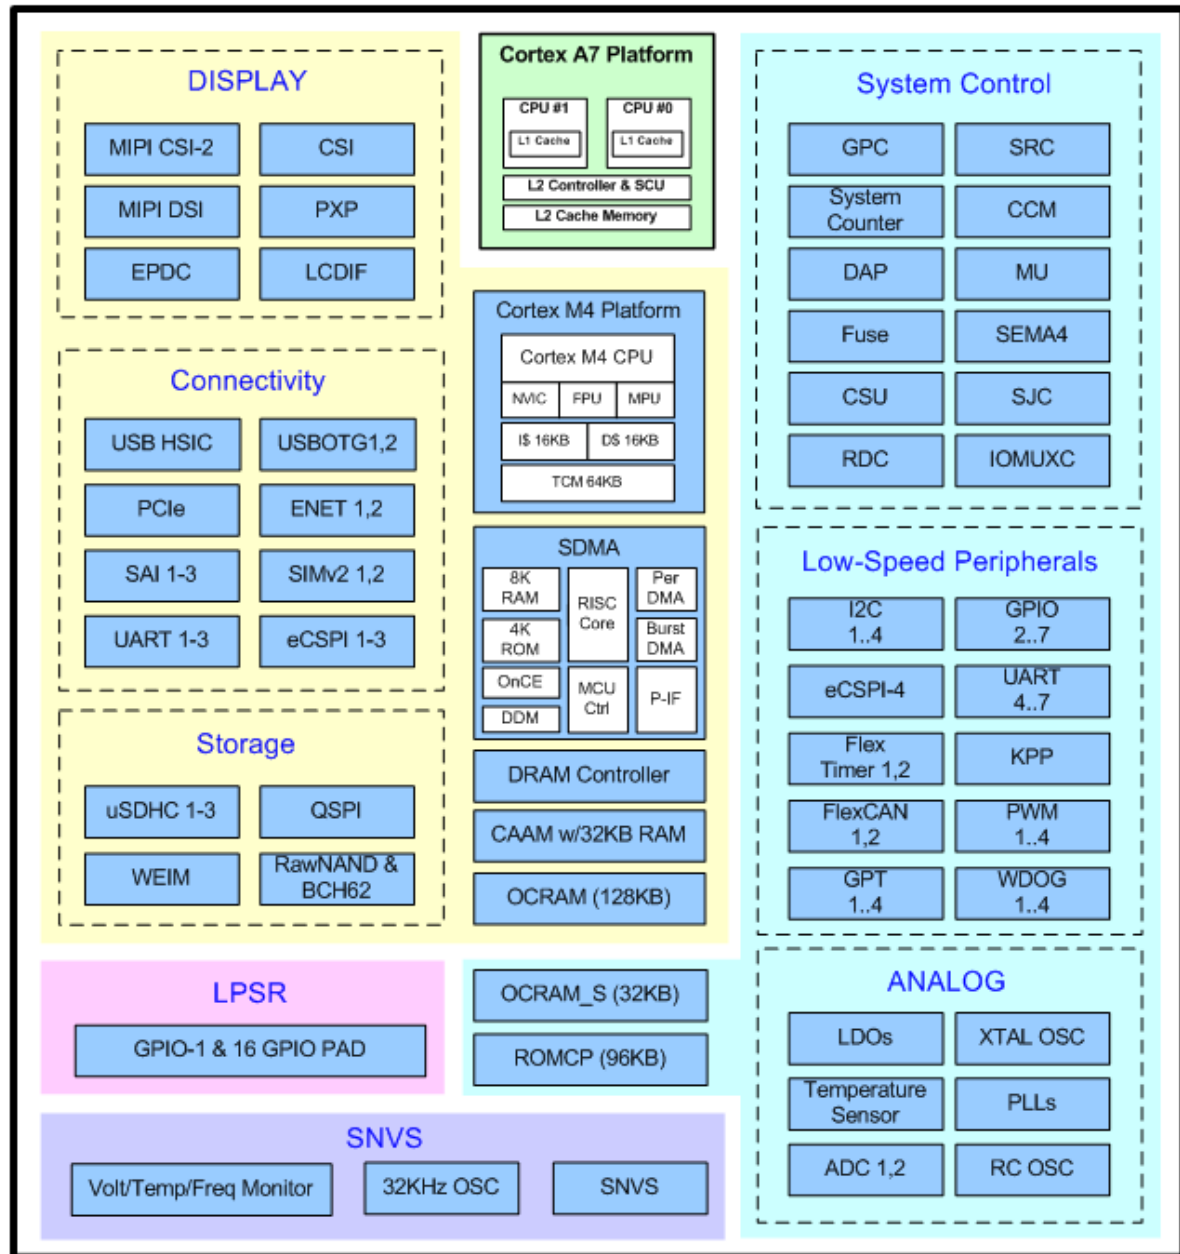 DISPLAY
MIPI CSI-2
CSI
MIPI DSI
PXP
EPDC
LCDIF
Connectivity
USB HSIC
USBOTG1,2
PCIe
ENET 1,2
SAI 1-3
SIMv2 1,2
UART 1-3
eCSPI 1-3
Storage
uSDHC 1-3
QSPI
WEIM
RawNAND &
BCH62
Cortex A7 Platform
CPU #1
L1 Cache
CPU #0
L1 Cache
L2 Controller & SCU
L2 Cache Memory
Cortex M4 Platform
Cortex M4 CPU
NVIC
FPU
MPU
I$ 16KB
D$ 16KB
TCM 64KB
SDMA
8K
RAM
RISC
Core
Per
DMA
4K
ROM
Burst
DMA
OnCE
MCU
Ctrl
P-IF
DDM
DRAM Controller
CAAM w/32KB RAM
OCRAM (128KB)
System Control
GPC
SRC
System
Counter
CCM
DAP
MU
Fuse
SEMA4
CSU
SJC
RDC
IOMUXC
Low-Speed Peripherals
I2C
1..4
GPIO
2..7
eCSPI-4
UART
4..7
Flex
Timer 1,2
KPP
FlexCAN
1,2
PWM
1..4
GPT
1..4
WDOG
1..4
LPSR
GPIO-1 & 16 GPIO PAD
OCRAM_S (32KB)
ROMCP (96KB)
ANALOG
LDOs
XTAL OSC
Temperature
Sensor
PLLs
ADC 1,2
RC OSC
SNVS
Volt/Temp/Freq Monitor
32KHz OSC
SNVS